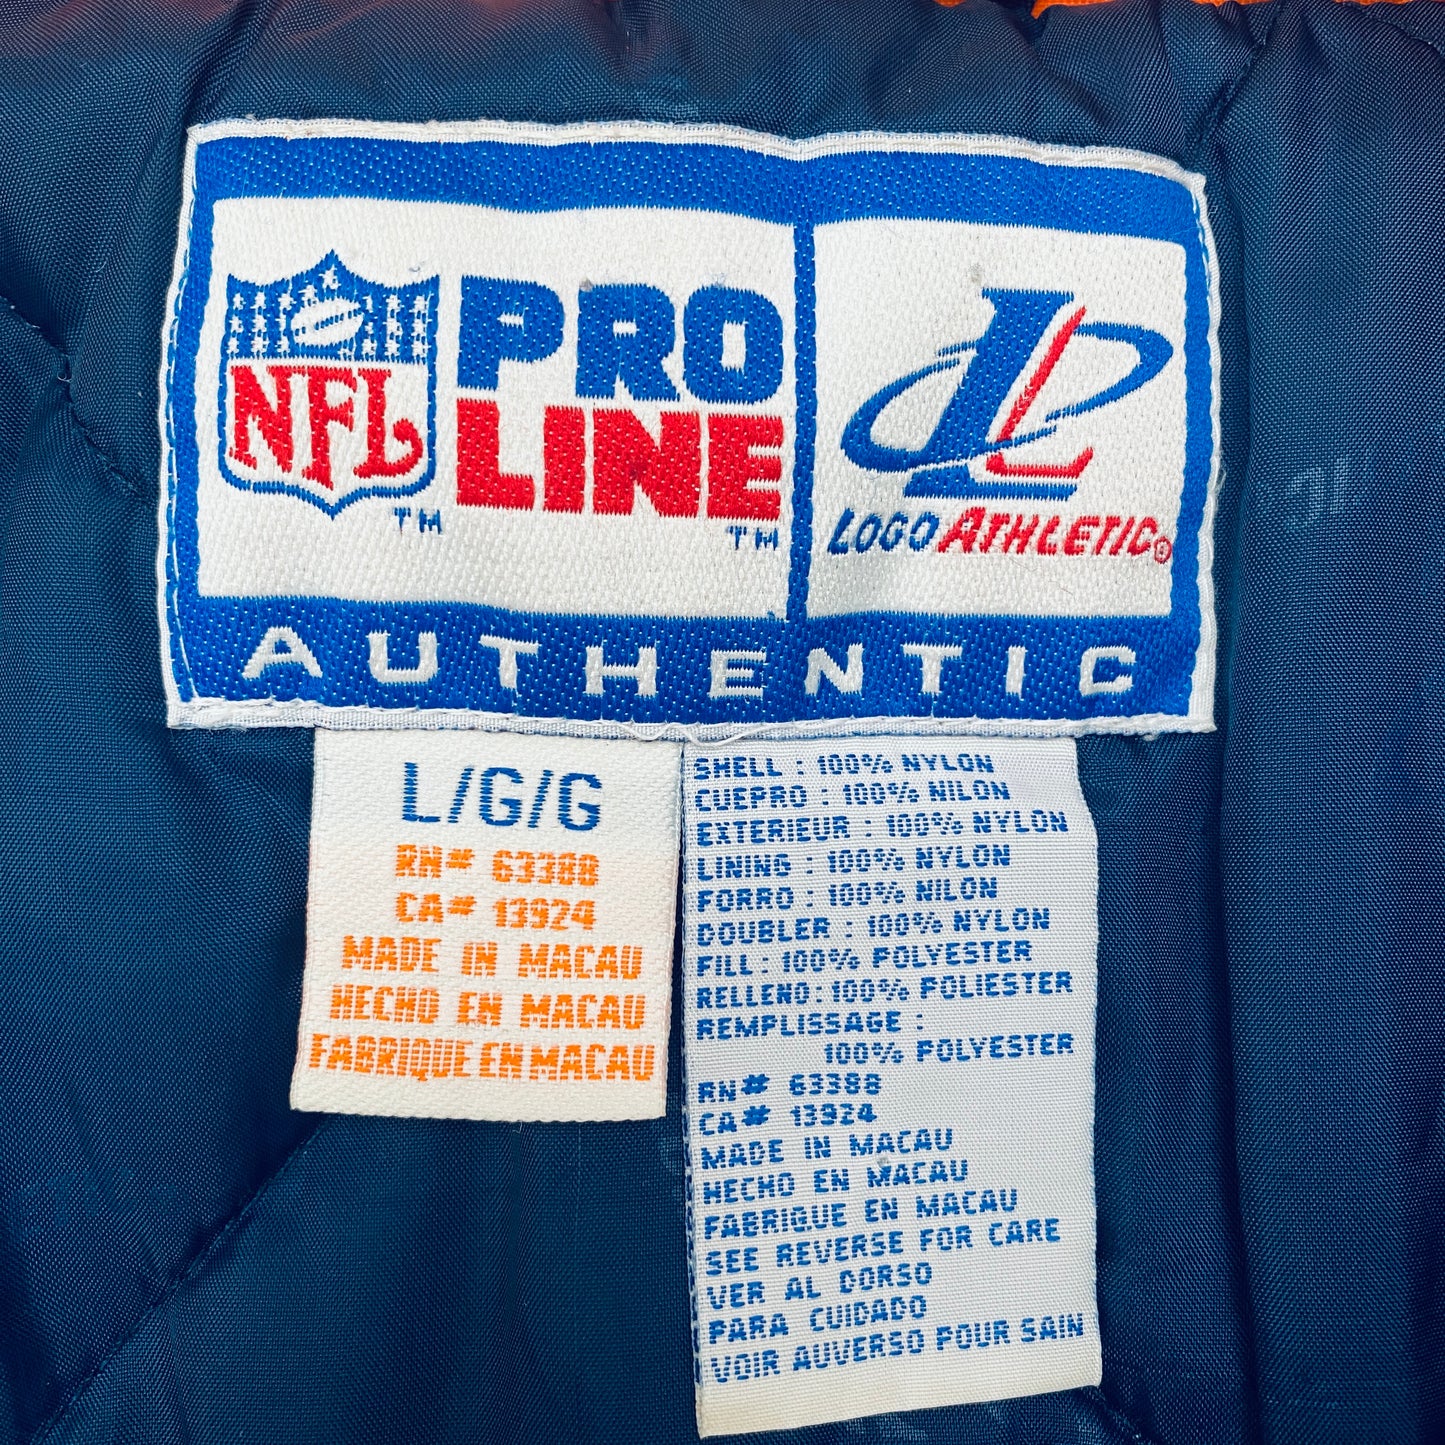 NFL
TM
PRO
LINE
TM
LOGO ATHLETIC®
AUTHENTIC
L/G/G
RN# 63388
CA# 13924
MADE IN MACAU
HECHO EN MACAU
FABRIQUE EN MACAU
SHELL : 100% NYLON
CUEPRO : 100% NILON
EXTERIEUR : 100% NYLON
LINING : 100% NYLON
FORRO : 100% NILON
DOUBLER : 100% NYLON
FILL : 100% POLYESTER
RELLENO : 100% POLIESTER
REMPLISSAGE :
100% POLYESTER
RN# 63388
CA# 13924
MADE IN MACAU
HECHO EN MACAU
FABRIQUE EN MACAU
SEE REVERSE FOR CARE
VER AL DORSO
PARA CUIDADO
VOIR AUVERSO POUR SAIN